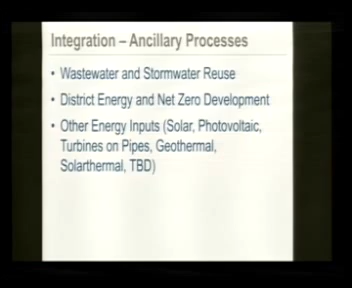 Integration – Ancillary Processes
• Wastewater and Stormwater Reuse
• District Energy and Net Zero Development
• Other Energy Inputs (Solar, Photovoltaic,
Turbines on Pipes, Geothermal,
Solarthermal, TBD)